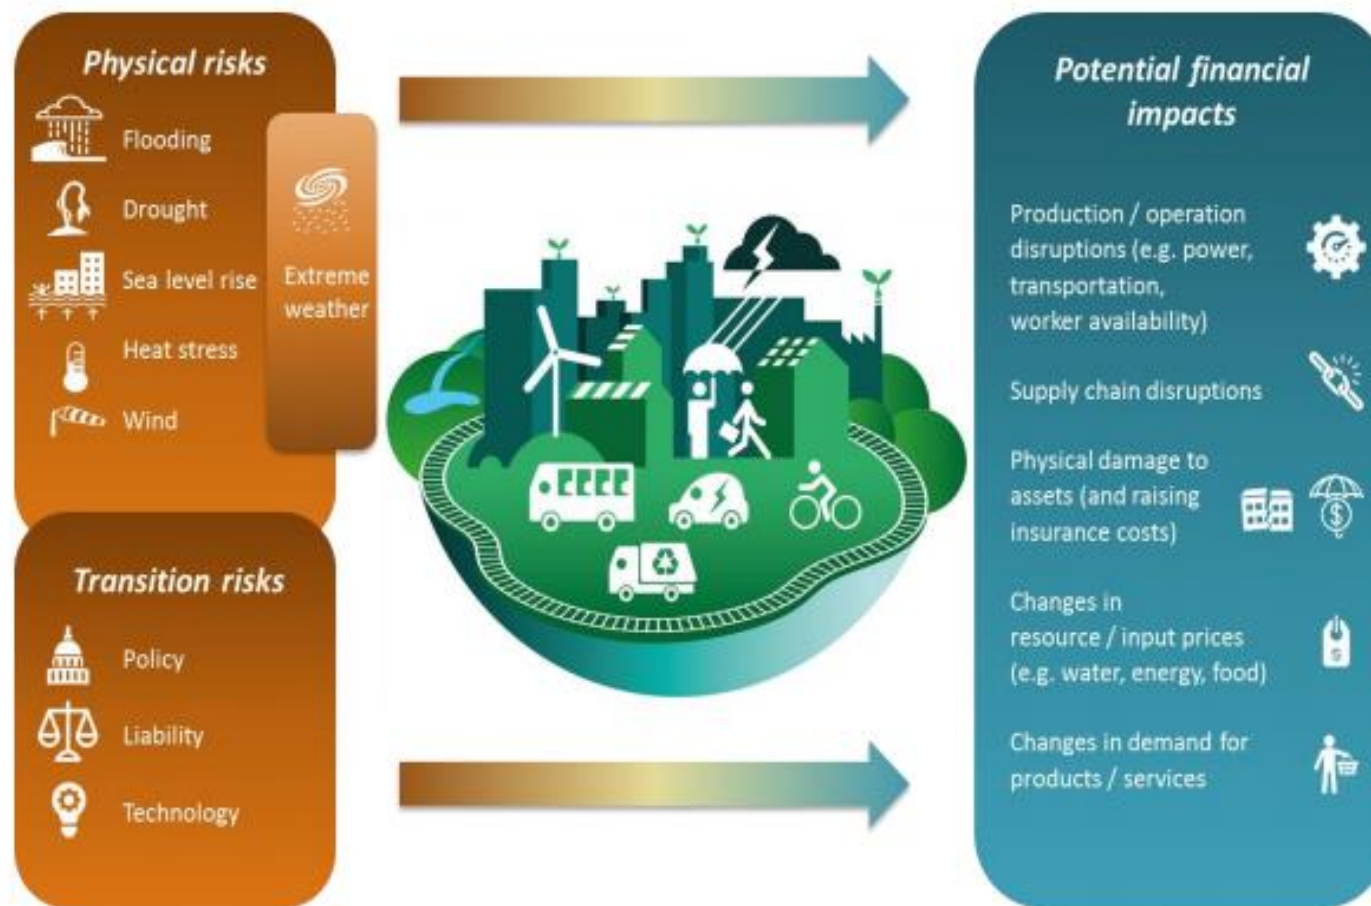 Physical risks
Flooding
Drought
Sea level rise
Heat stress
Wind
Extreme
weather
Transition risks
Policy
Liability
Technology
Potential financial
impacts
Production / operation
disruptions (e.g. power,
transportation,
worker availability)
Supply chain disruptions
Physical damage to
assets (and raising
insurance costs)
$
Changes in
resource / input prices
(e.g. water, energy, food)
$
Changes in demand for
products / services